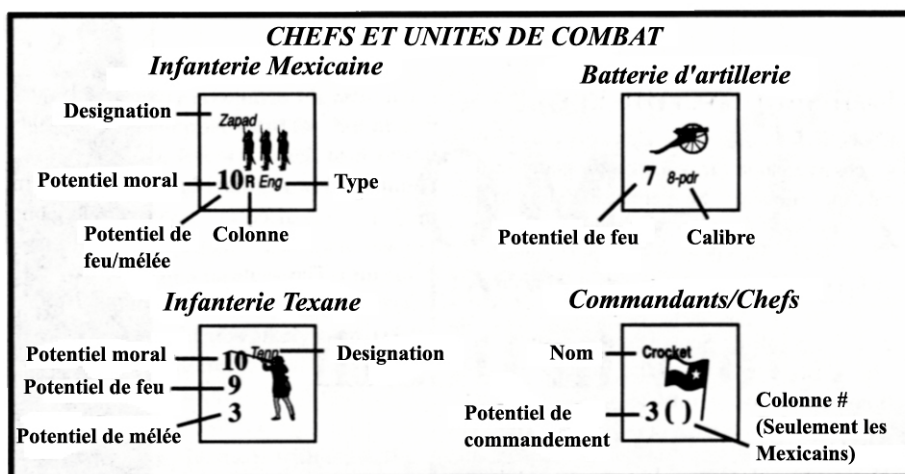 CHEFS ET UNITES DE COMBAT
Infanterie Mexicaine
Designation
Zapad
Potentiel moral
10 R Eng
Type
Potentiel de
feu/mélée
Colonne
Batterie d'artillerie
7 8-pdr
Potentiel de feu
Calibre
Infanterie Texane
Potentiel moral
10
Tenn
Designation
Potentiel de feu
9
3
Potentiel de mélée
Commandants/Chefs
Nom
Crocket
Potentiel de
commandement
3 ( )
Colonne #
(Seulement les
Mexicains)